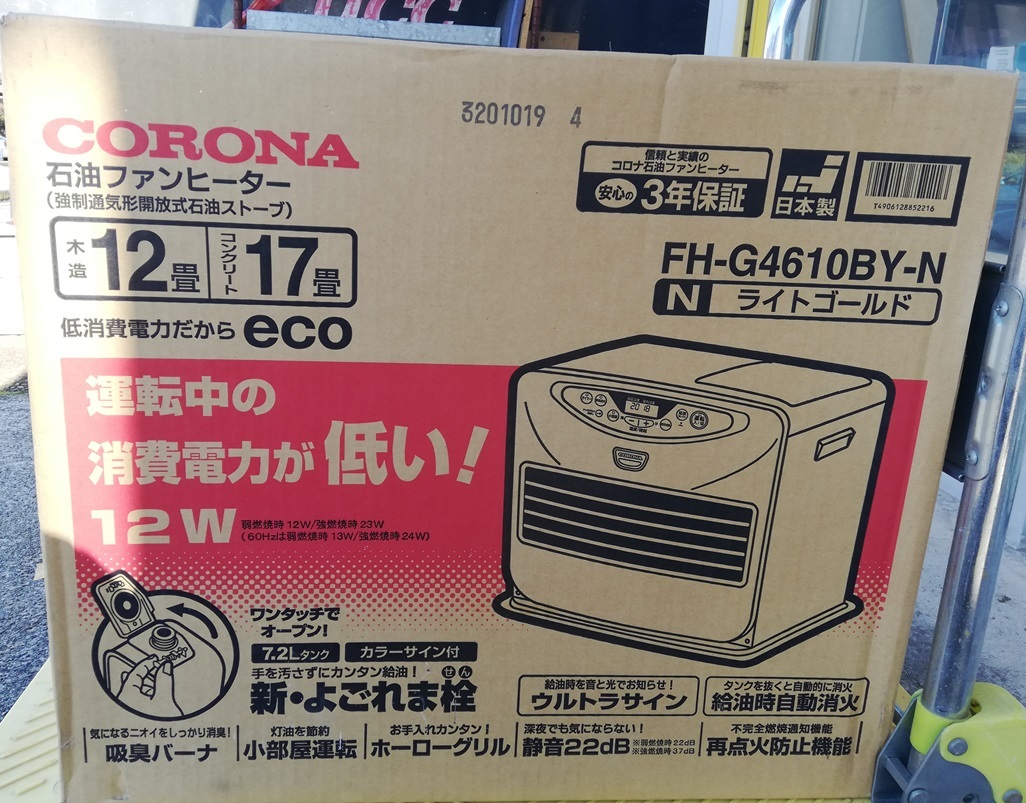 3201019 4
CORONA
石油ファンヒーター
(強制通気形開放式石油ストーブ)
木造12畳 コンクリート17畳
低消費電力だから eco
信頼と実績の
コロナ石油ファンヒーター
安心の 3年保証
日本製
T4906128852216
FH-G4610BY-N
N ライトゴールド
運転中の
消費電力が 低い!
12W 弱燃焼時12W/強燃焼時23W
(60Hzは弱燃焼時13W/強燃焼時24W)
CORONA
ワンタッチで
オープン!
7.2Lタンク カラーサイン付
手を汚さずにカンタン給油!
新・よごれま栓
せん
給油時を音と光でお知らせ!
ウルトラサイン
タンクを抜くと自動的に消火
給油時自動消火
気になるニオイをしっかり消臭!
吸臭バーナ
灯油を節約
小部屋運転
お手入れカンタン!
ホーローグリル
深夜でも気にならない!
静音22dB ※弱燃焼時22dB
※強燃焼時37dB
不完全燃焼通知機能
再点火防止機能